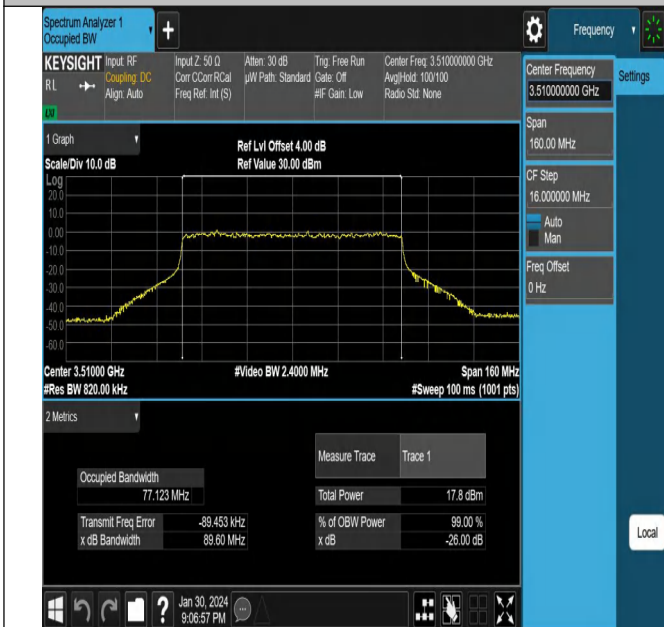 Spectrum Analyzer 1
Occupied BW
Frequency
KEYSIGHT
RL
Input: RF
Coupling: DC
Align: Auto
Input Z: 50 Ω
Corr CCorr RCal
Freq Ref: Int (S)
Atten: 30 dB
µW Path: Standard
Trig: Free Run
Gate: Off
#IF Gain: Low
Center Freq: 3.510000000 GHz
Avg|Hold: 100/100
Radio Std: None
LXI
Center Frequency
3.510000000 GHz
Settings
Span
160.00 MHz
CF Step
16.000000 MHz
Auto
Man
Freq Offset
0 Hz
1 Graph
Scale/Div 10.0 dB
Ref Lvl Offset 4.00 dB
Ref Value 30.00 dBm
Log
20.0
10.0
0.00
-10.0
-20.0
-30.0
-40.0
-50.0
-60.0
Center 3.51000 GHz
#Video BW 2.4000 MHz
Span 160 MHz
#Res BW 820.00 kHz
#Sweep 100 ms (1001 pts)
2 Metrics
Measure Trace
Trace 1
Occupied Bandwidth
77.123 MHz
Total Power
17.8 dBm
Transmit Freq Error
-89.453 kHz
% of OBW Power
99.00 %
x dB Bandwidth
89.60 MHz
x dB
-26.00 dB
Local
Jan 30, 2024
9:06:57 PM